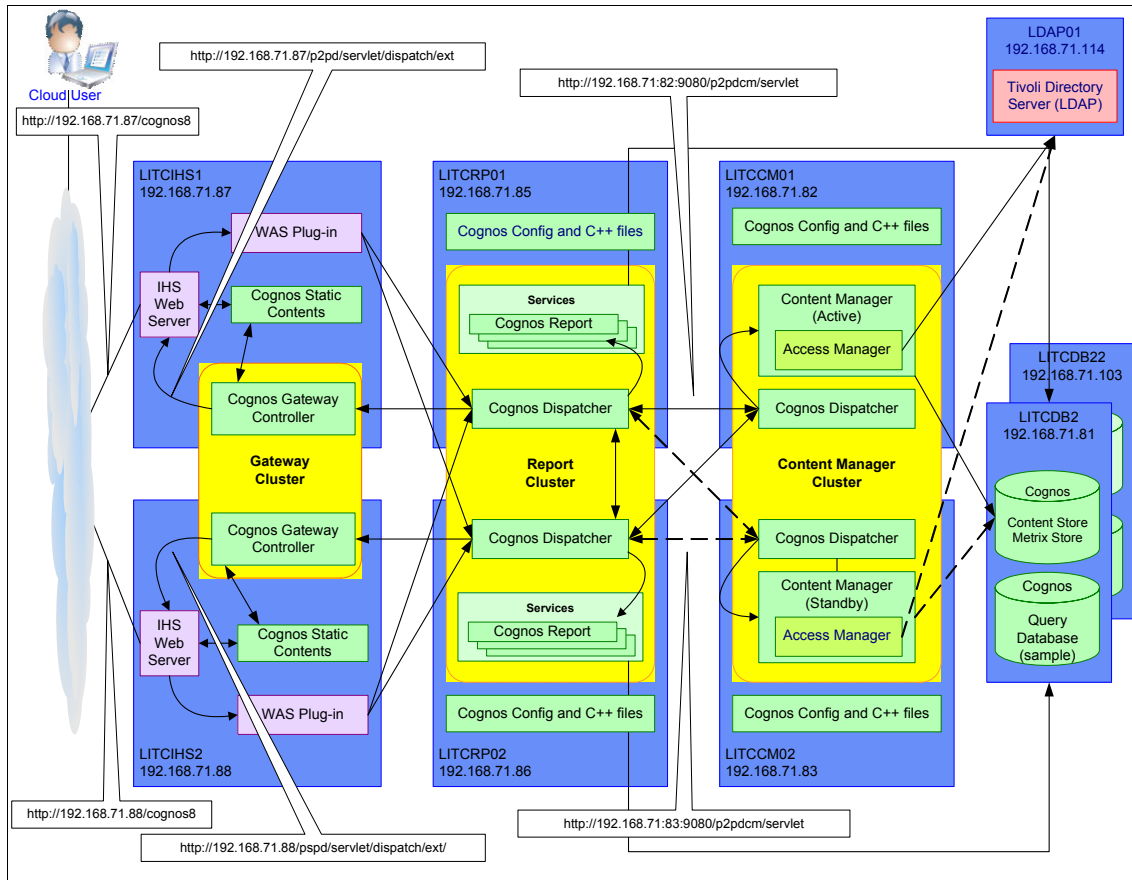 Cloud User
http://192.168.71.87/p2pd/servlet/dispatch/ext
http://192.168.71:82:9080/p2pdcm/servlet
http://192.168.71.87/cognos8
LDAP01
192.168.71.114
Tivoli Directory
Server (LDAP)
LITCIHS1
192.168.71.87
WAS Plug-in
IHS
Web
Server
Cognos Static
Contents
Cognos Gateway
Controller
Gateway
Cluster
Cognos Gateway
Controller
IHS
Web
Server
Cognos Static
Contents
WAS Plug-in
LITCIHS2
192.168.71.88
LITCRP01
192.168.71.85
Cognos Config and C++ files
Services
Cognos Report
Cognos Dispatcher
Report
Cluster
Cognos Dispatcher
Services
Cognos Report
Cognos Config and C++ files
LITCRP02
192.168.71.86
LITCCM01
192.168.71.82
Cognos Config and C++ files
Content Manager
(Active)
Access Manager
Cognos Dispatcher
Content Manager
Cluster
Cognos Dispatcher
Content Manager
(Standby)
Access Manager
Cognos Config and C++ files
LITCCM02
192.168.71.83
LITCDB22
192.168.71.103
LITCDB2
192.168.71.81
Cognos
Content Store
Metrix Store
Cognos
Query
Database
(sample)
http://192.168.71.88/cognos8
http://192.168.71.88/pspd/servlet/dispatch/ext/
http://192.168.71:83:9080/p2pdcm/servlet